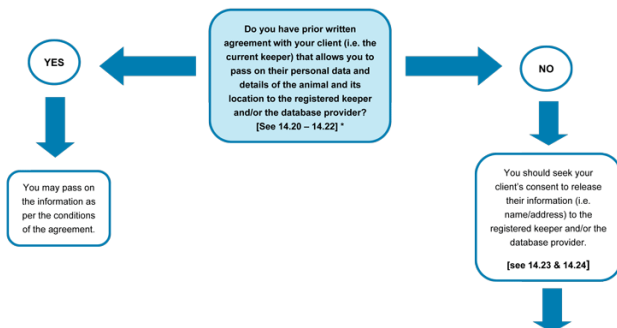 Do you have prior written
agreement with your client (i.e. the
current keeper) that allows you to
pass on their personal data and
details of the animal and its
location to the registered keeper
and/or the database provider?
[See 14.20 – 14.22] *
YES
NO
You may pass on
the information as
per the conditions
of the agreement.
You should seek your
client's consent to release
their information (i.e.
name/address) to the
registered keeper and/or the
database provider.
[see 14.23 & 14.24]